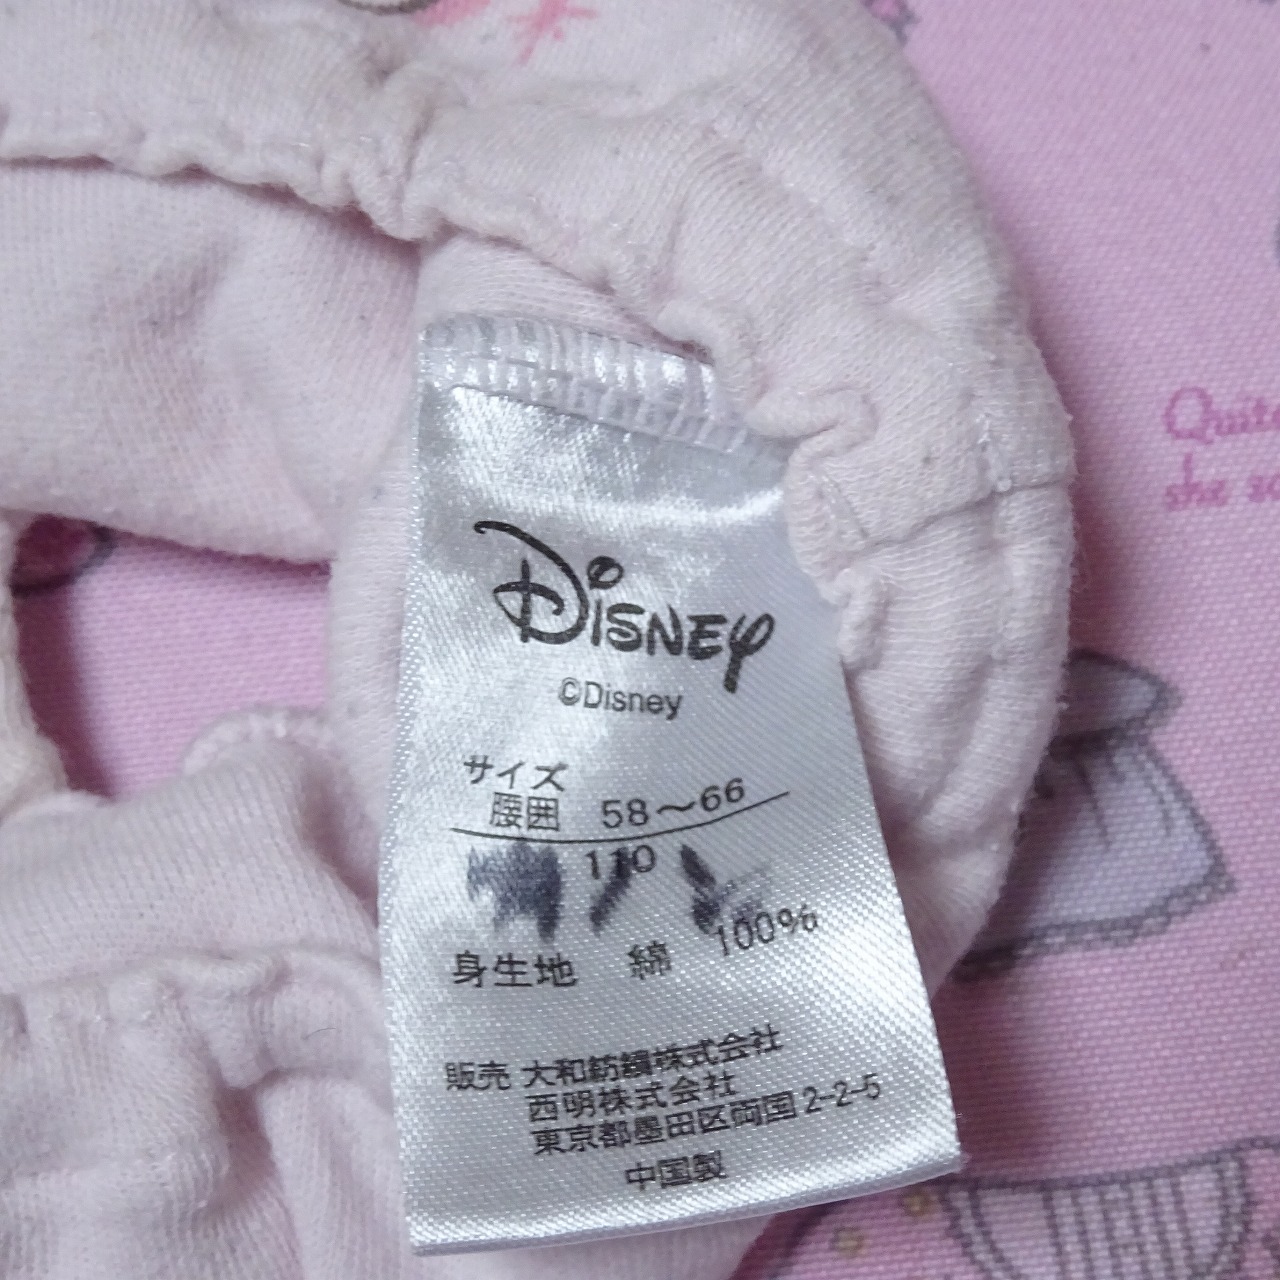 Disney
©Disney
サイズ
腰囲 58～66
110
身生地 綿 100%
販売 大和紡績株式会社
西明株式会社
東京都墨田区両国2-2-5
中国製
she